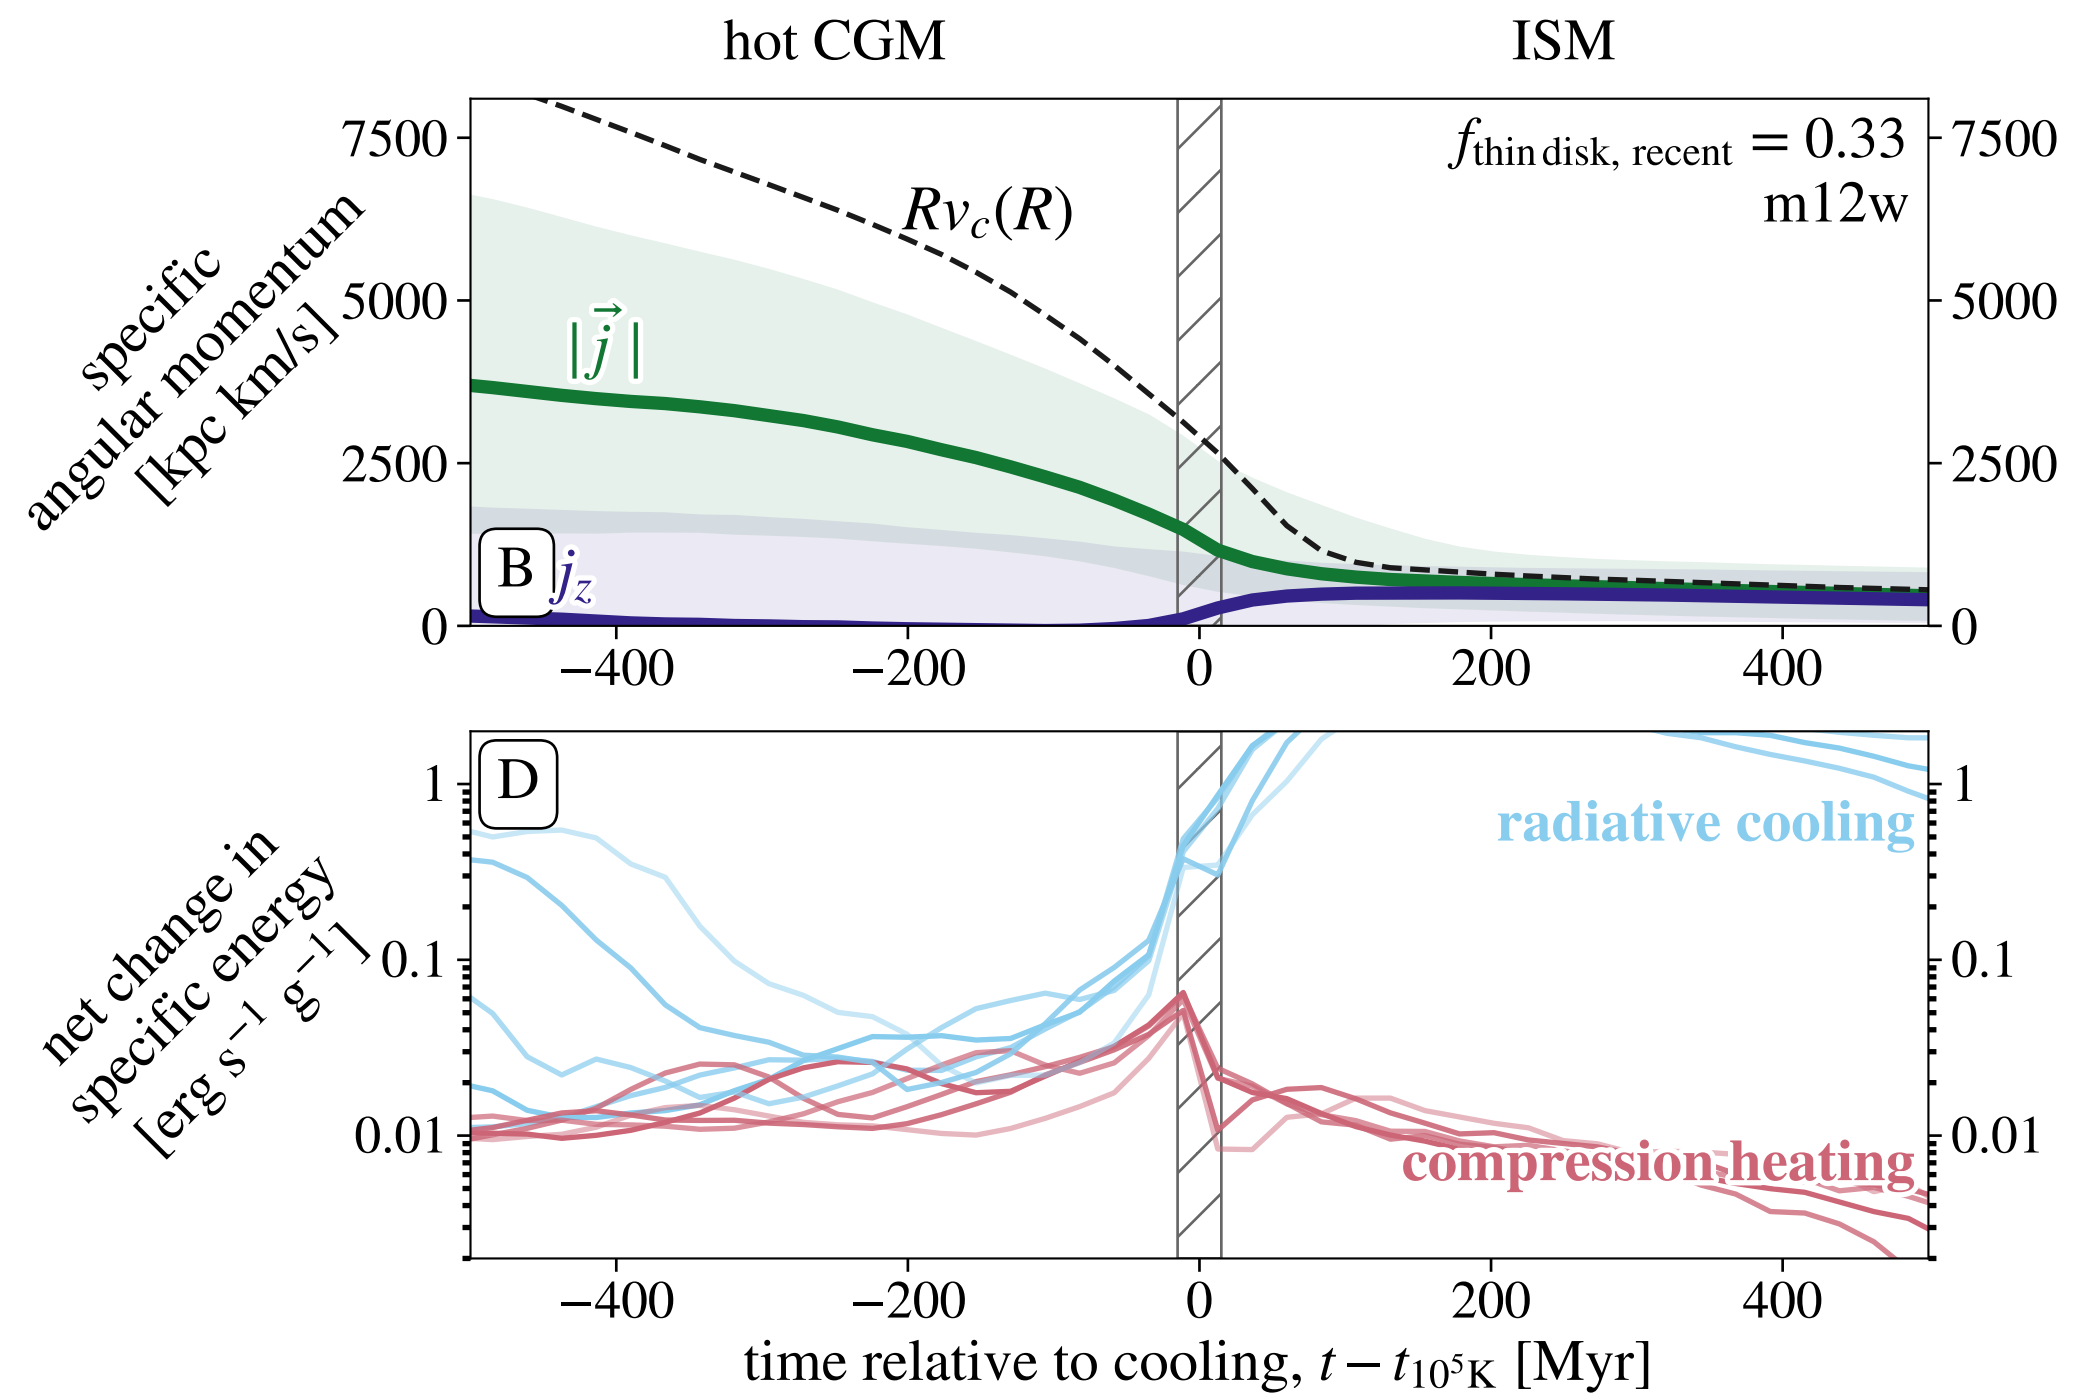 hot CGM
ISM
specific
angular momentum
[kpc km/s]
7500
5000
2500
0
7500
5000
2500
0
f_thin disk, recent = 0.33
m12w
Rv_c(R)
|j⃗|
B
j_z
−400
−200
0
200
400
net change in
specific energy
[erg s⁻¹ g⁻¹]
D
1
0.1
0.01
1
0.1
0.01
radiative cooling
compression heating
−400
−200
0
200
400
time relative to cooling, t − t_10⁵K [Myr]